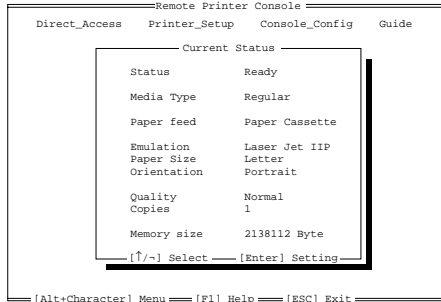 Remote Printer Console
Direct_Access Printer_Setup Console_Config Guide
Current Status
Status Ready
Media Type Regular
Paper feed Paper Cassette
Emulation Laser Jet IIP
Paper Size Letter
Orientation Portrait
Quality Normal
Copies 1
Memory size 2138112 Byte
[↑/¬] Select [Enter] Setting
[Alt+Character] Menu [F1] Help [ESC] Exit